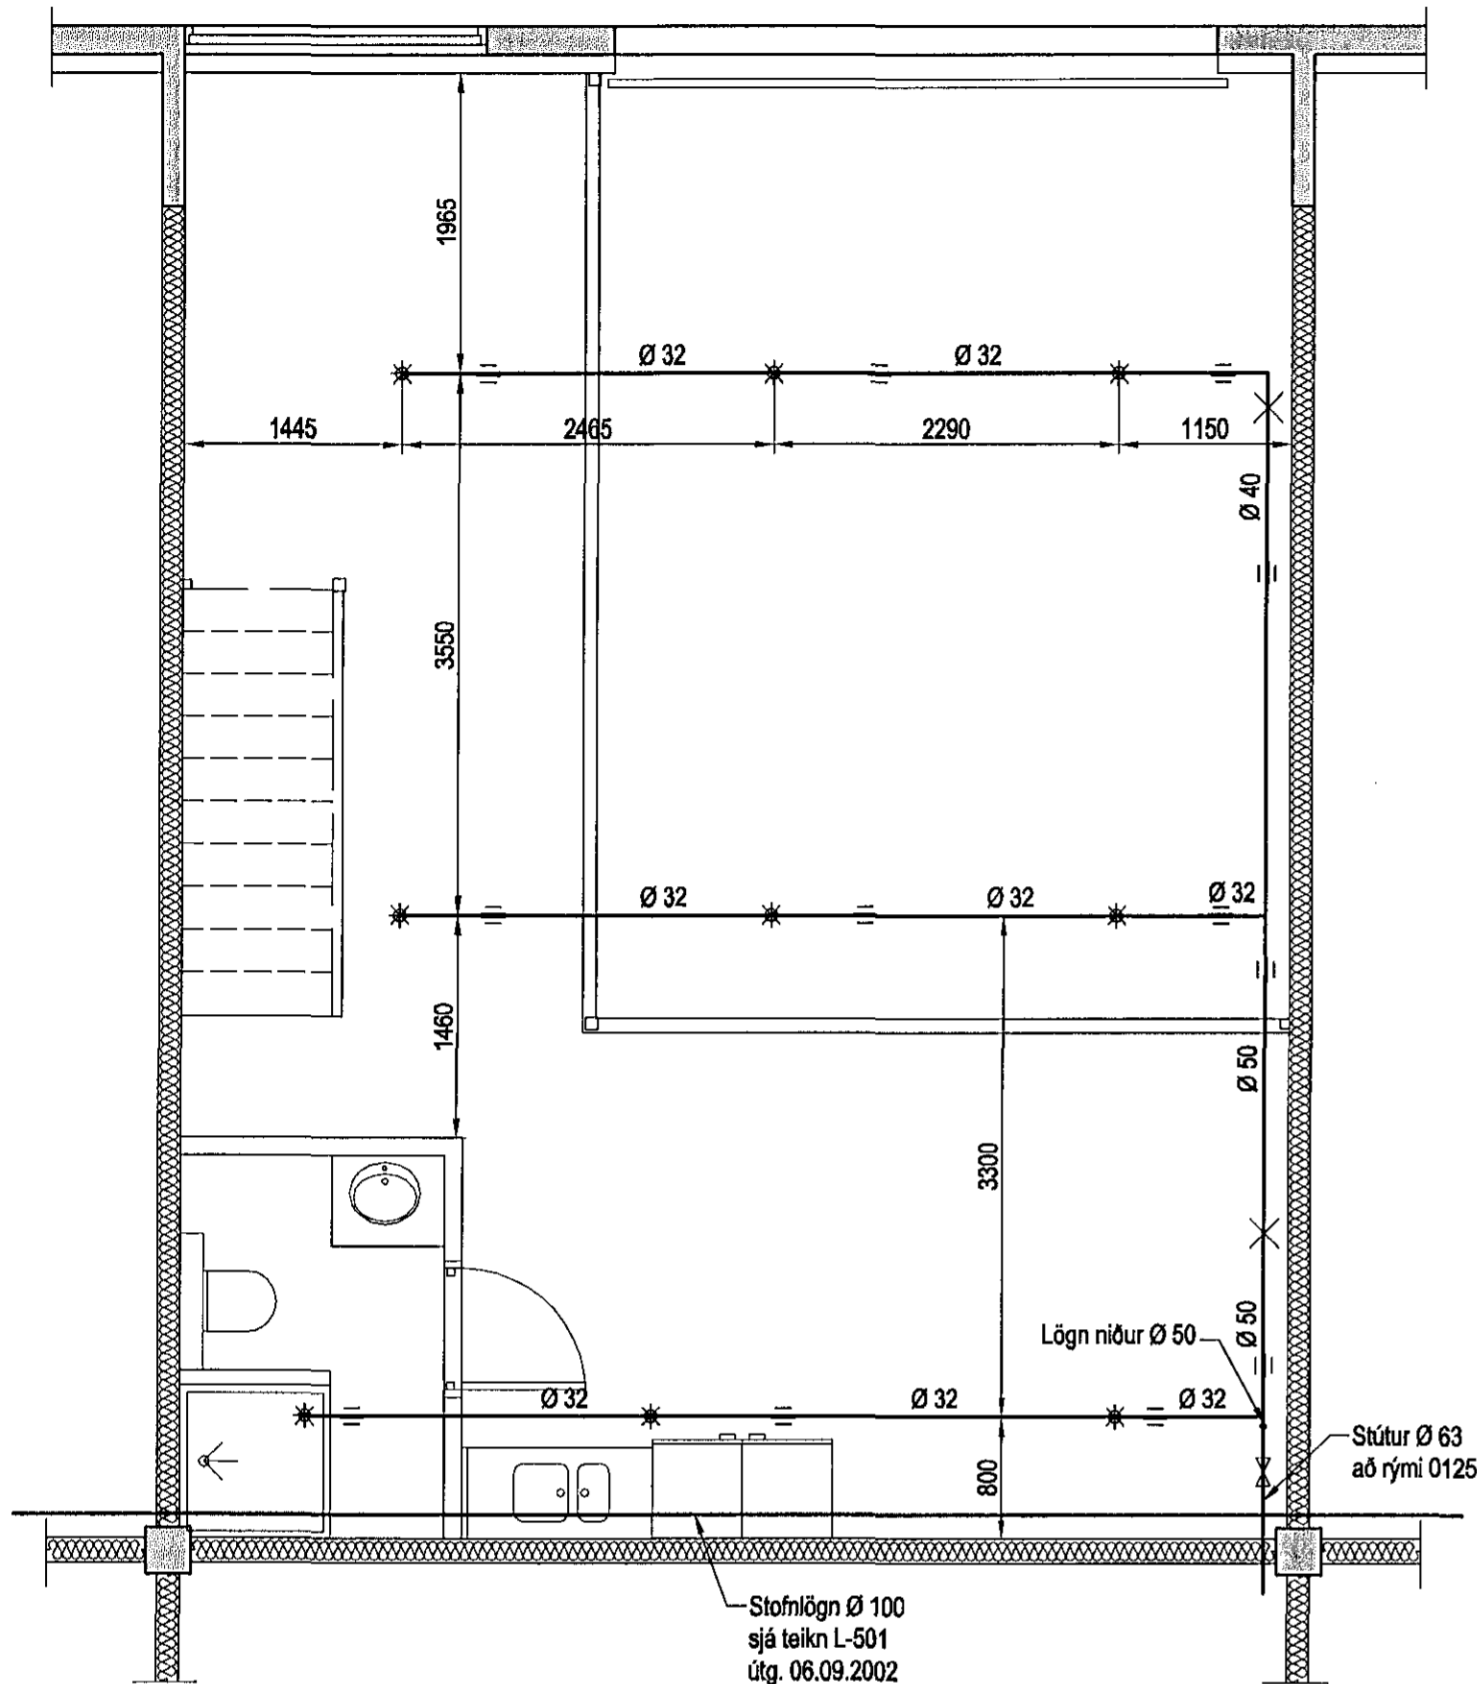 1965
Ø 32
Ø 32
1445
2465
2290
1150
Ø 40
3550
Ø 32
Ø 32
Ø 32
1460
Ø 50
3300
Ø 50
Lögn niður Ø 50
Ø 32
Ø 32
Ø 32
Stútur Ø 63
að rými 0125
800
Stofnlögn Ø 100
sjá teikn L-501
útg. 06.09.2002